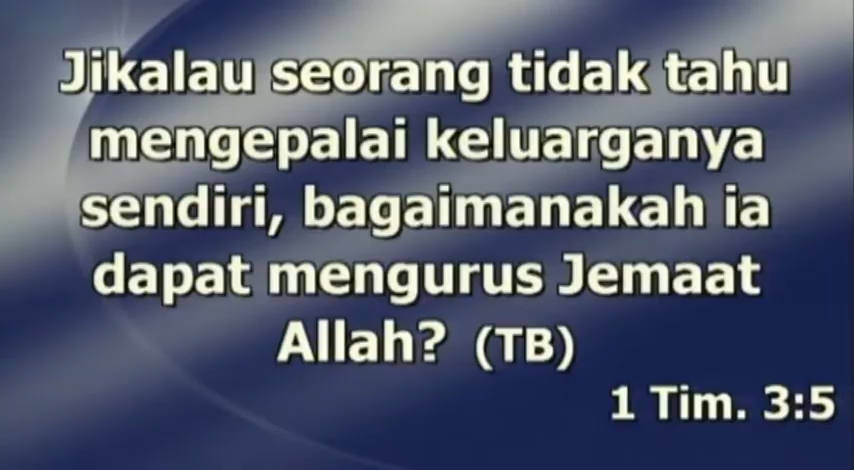 Jikalau seorang tidak tahu
mengepalai keluarganya
sendiri, bagaimanakah ia
dapat mengurus Jemaat
Allah? (TB)
1 Tim. 3:5